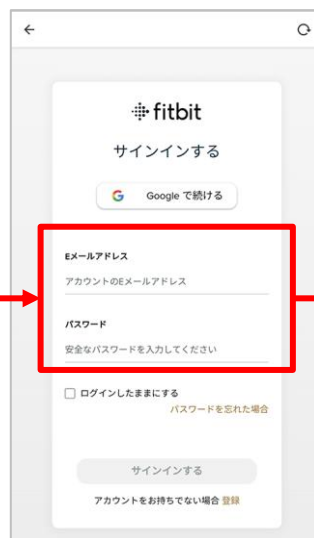 fitbit
サインインする
Google で続ける
Eメールアドレス
アカウントのEメールアドレス
パスワード
安全なパスワードを入力してください
ログインしたままにする
パスワードを忘れた場合
サインインする
アカウントをお持ちでない場合 登録